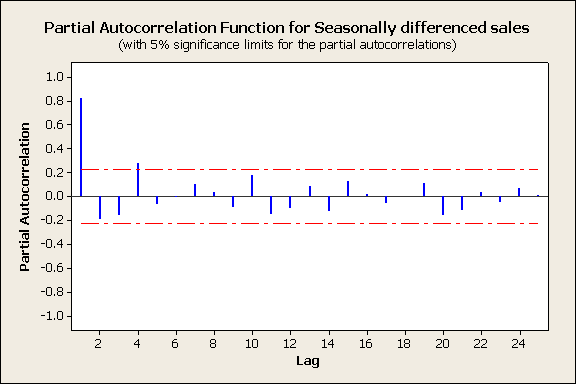 Partial Autocorrelation Function for Seasonally differenced sales
(with 5% significance limits for the partial autocorrelations)
Partial Autocorrelation
1.0
0.8
0.6
0.4
0.2
0.0
-0.2
-0.4
-0.6
-0.8
-1.0
2 4 6 8 10 12 14 16 18 20 22 24
Lag